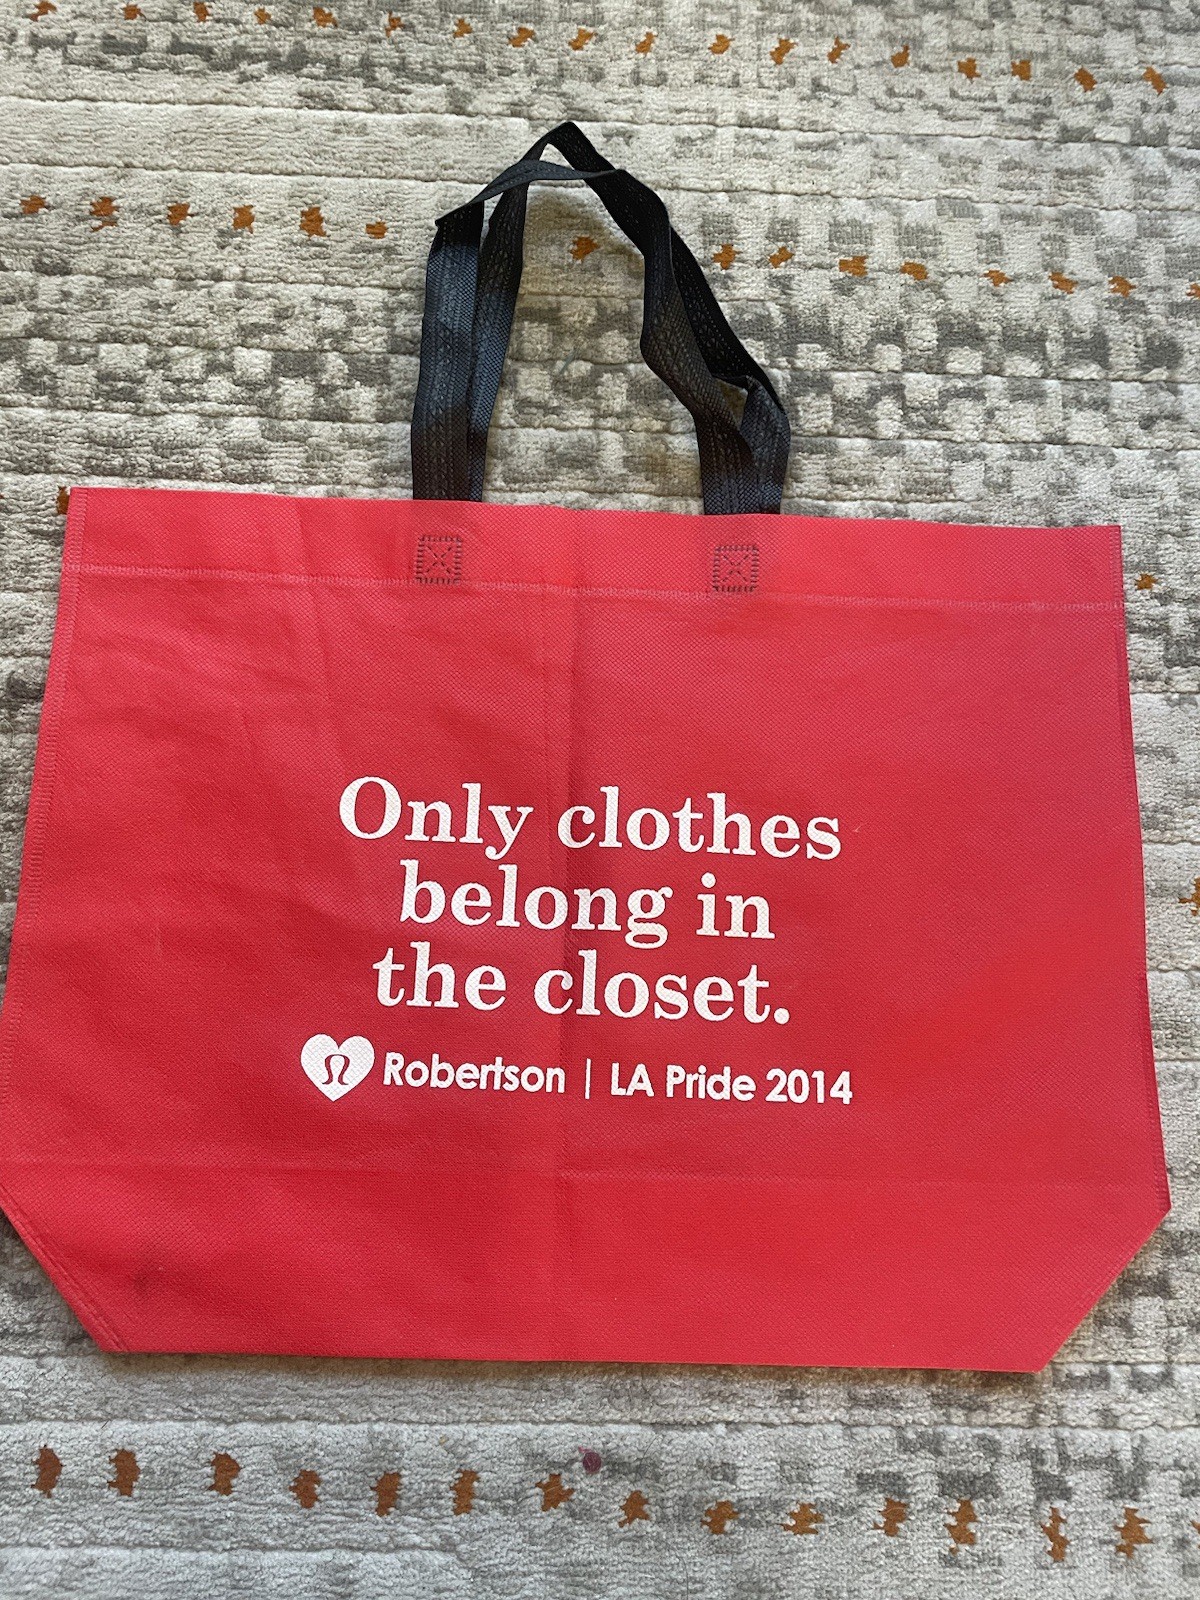 Only clothes
belong in
the closet.
Robertson | LA Pride 2014